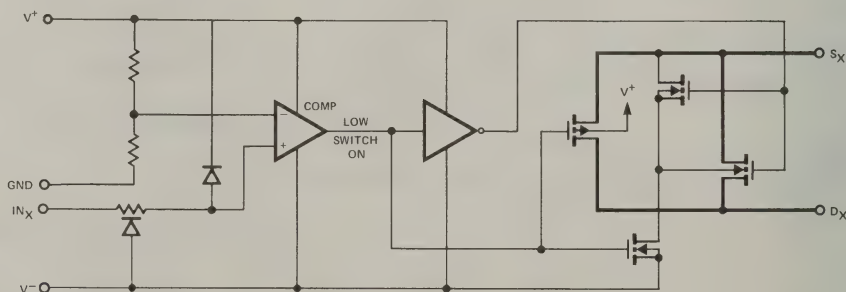 V+
COMP
−
+
LOW
SWITCH
ON
V+
SX
GND
INX
DX
V−